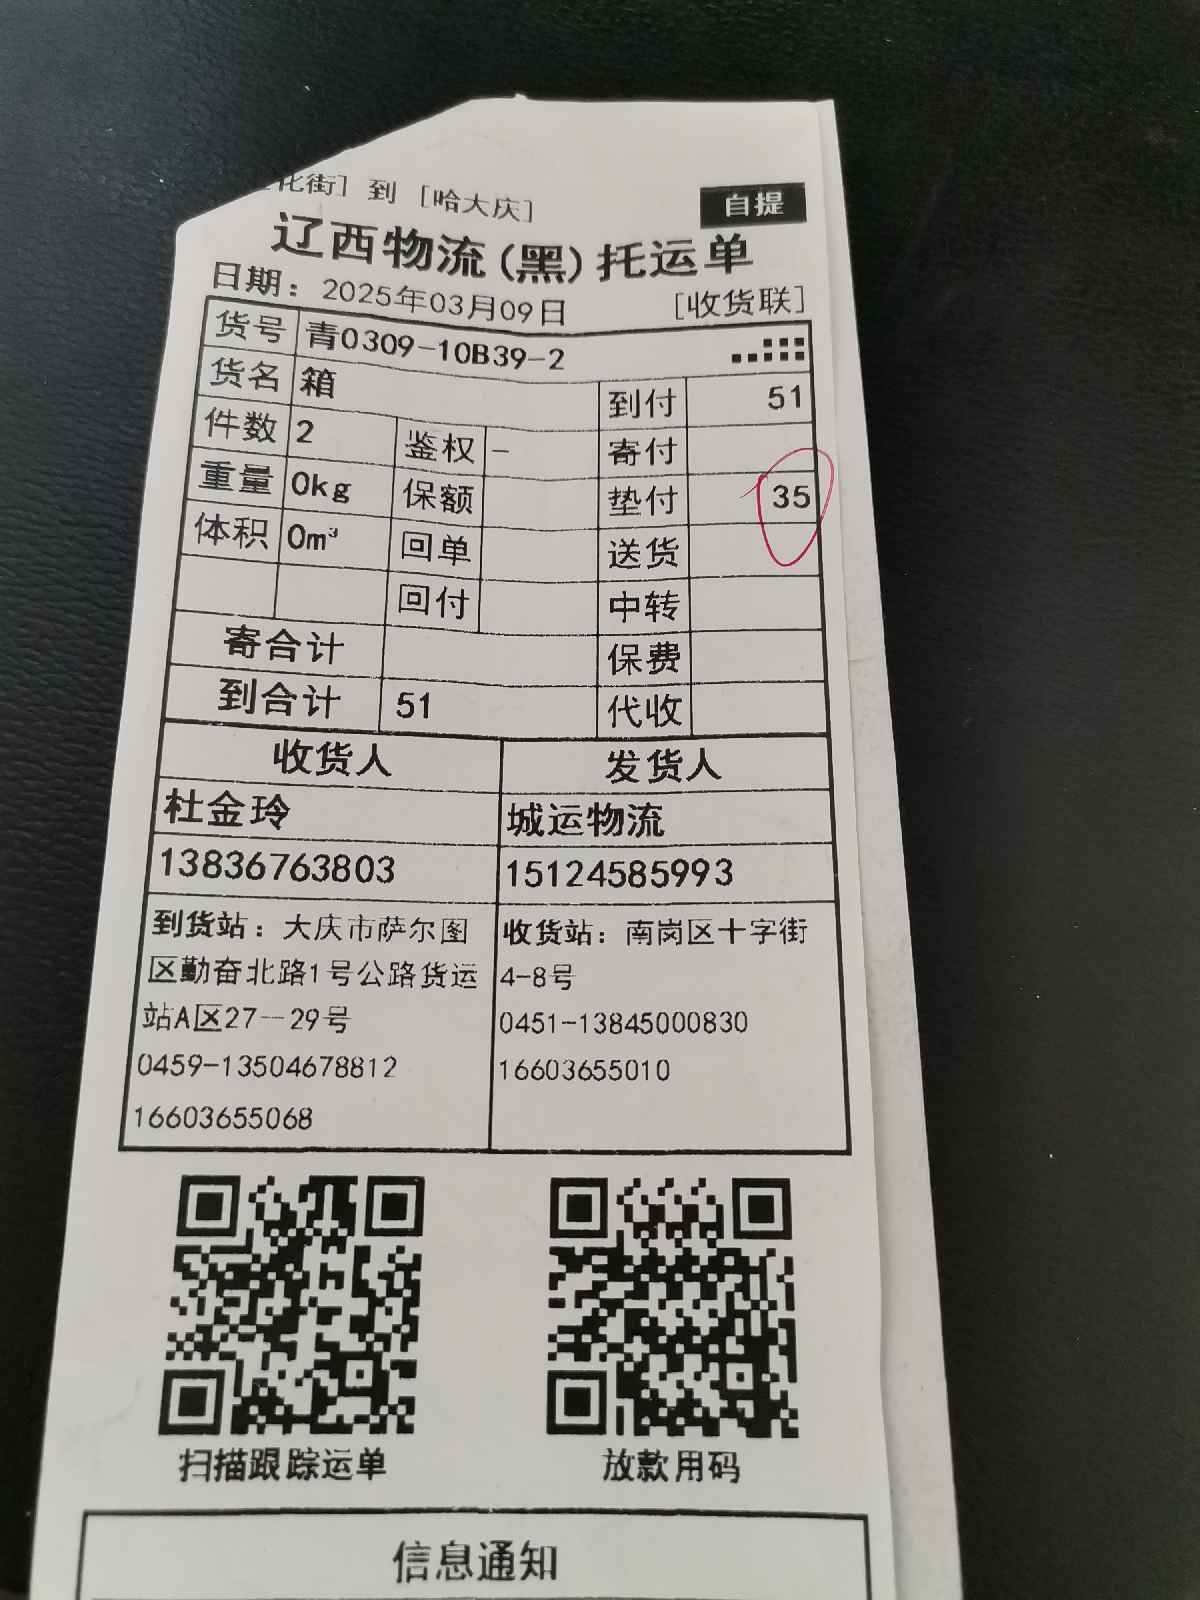 化街] 到 [哈大庆]
自提
辽西物流(黑)托运单
日期：2025年03月09日 [收货联]
货号 青0309-10B39-2
货名 箱 到付 51
件数 2 鉴权 - 寄付
重量 0kg 保额 垫付 35
体积 0m³ 回单 送货
回付 中转
寄合计 保费
到合计 51 代收
收货人 发货人
杜金玲 城运物流
13836763803 15124585993
到货站：大庆市萨尔图
区勤奋北路1号公路货运
站A区27--29号
0459-13504678812
16603655068
收货站：南岗区十字街
4-8号
0451-13845000830
16603655010
扫描跟踪运单 放款用码
信息通知